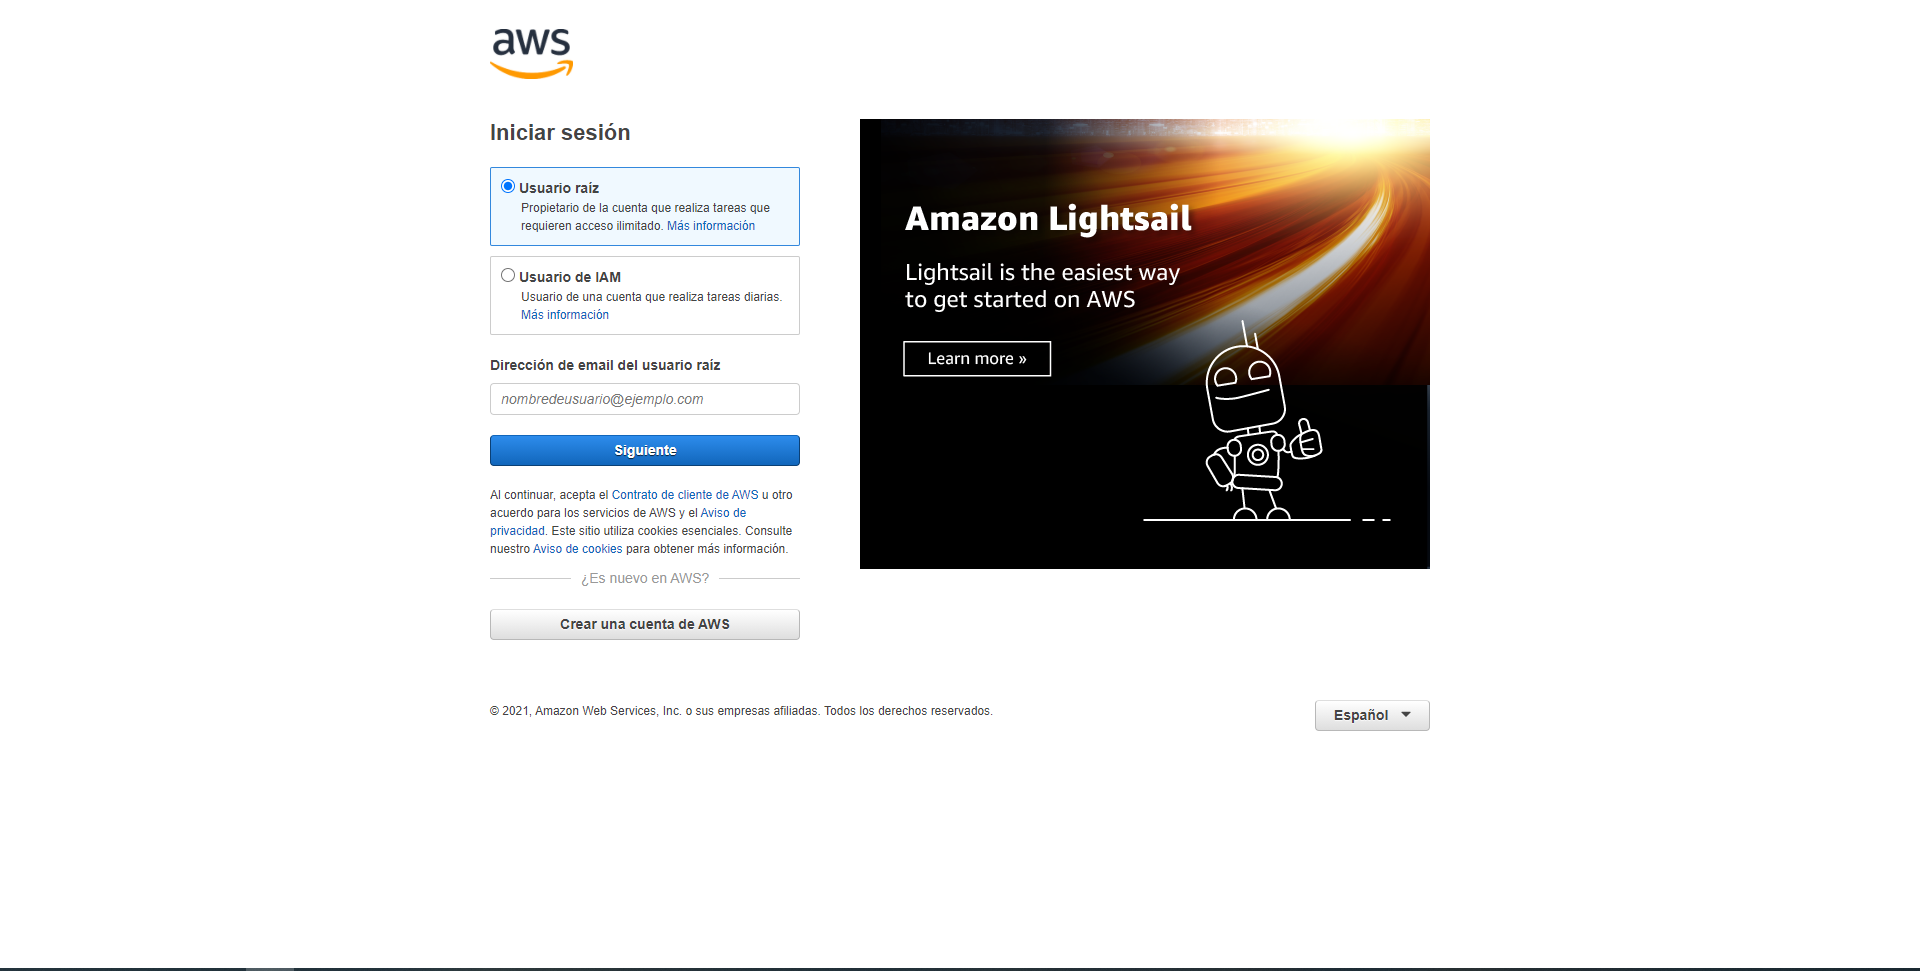 aws
Iniciar sesión
Usuario raíz
Propietario de la cuenta que realiza tareas que
requieren acceso ilimitado. Más información
Usuario de IAM
Usuario de una cuenta que realiza tareas diarias.
Más información
Dirección de email del usuario raíz
nombredeusuario@ejemplo.com
Siguiente
Al continuar, acepta el Contrato de cliente de AWS u otro
acuerdo para los servicios de AWS y el Aviso de
privacidad. Este sitio utiliza cookies esenciales. Consulte
nuestro Aviso de cookies para obtener más información.
¿Es nuevo en AWS?
Crear una cuenta de AWS
Amazon Lightsail
Lightsail is the easiest way
to get started on AWS
Learn more »
© 2021, Amazon Web Services, Inc. o sus empresas afiliadas. Todos los derechos reservados.
Español